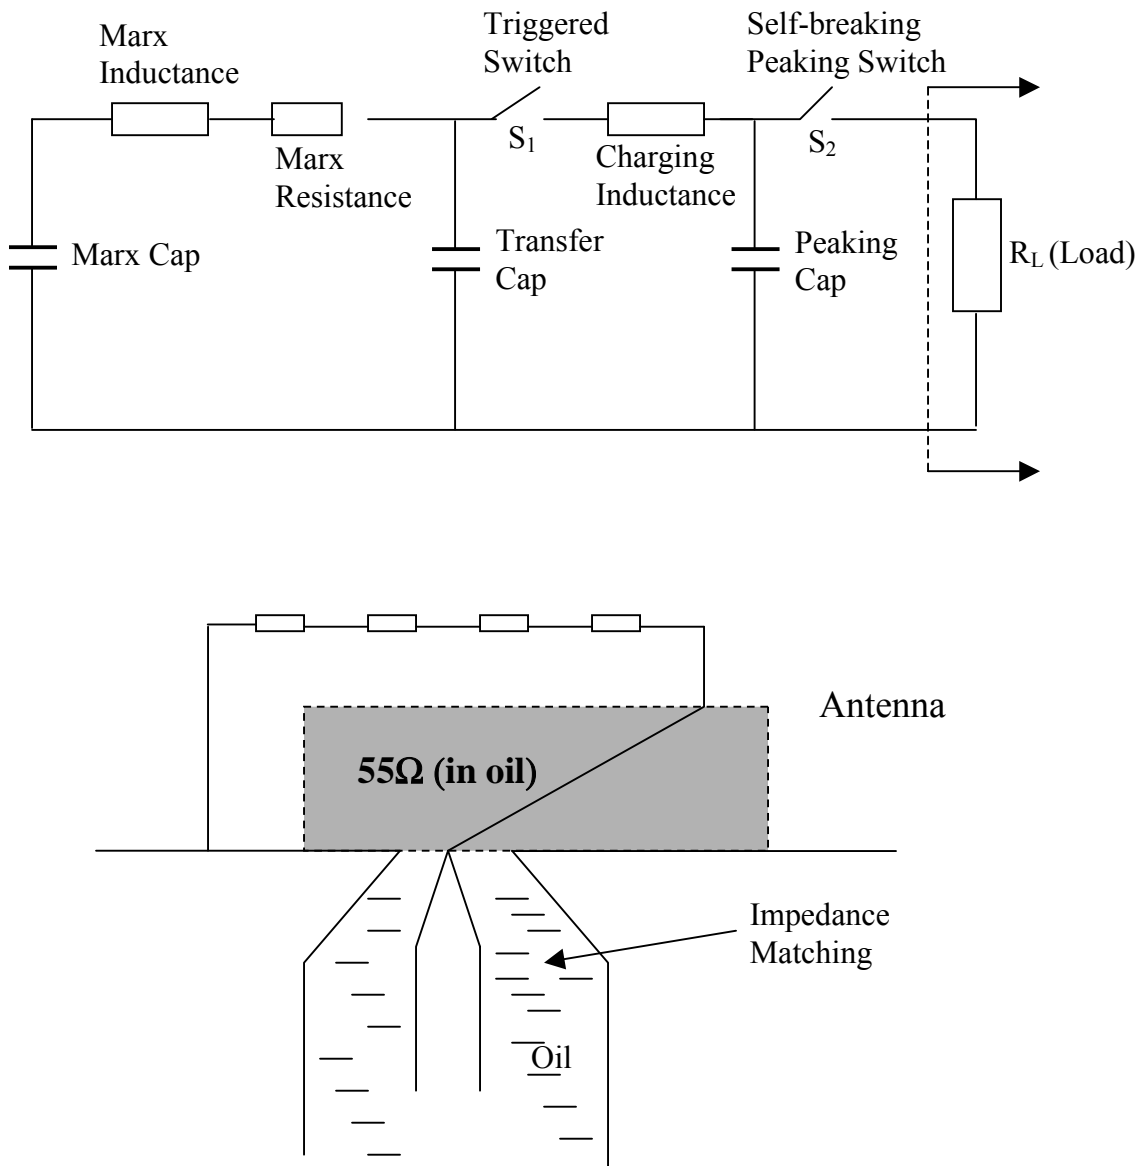 Marx
Inductance
Triggered
Switch
Self-breaking
Peaking Switch
S₁
S₂
Marx
Resistance
Charging
Inductance
Marx Cap
Transfer
Cap
Peaking
Cap
R_L (Load)
Antenna
55Ω (in oil)
Impedance
Matching
Oil